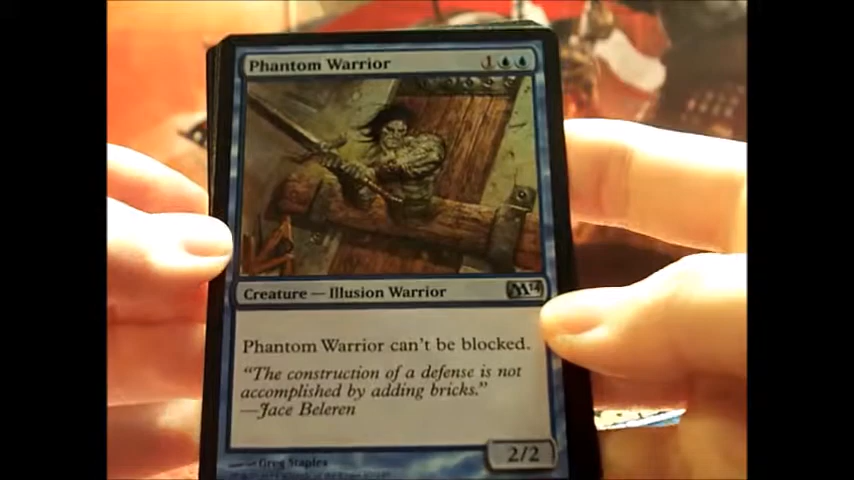 Phantom Warrior 1
Creature — Illusion Warrior M14
Phantom Warrior can't be blocked.
"The construction of a defense is not
accomplished by adding bricks."
—Jace Beleren
2/2
Greg Staples